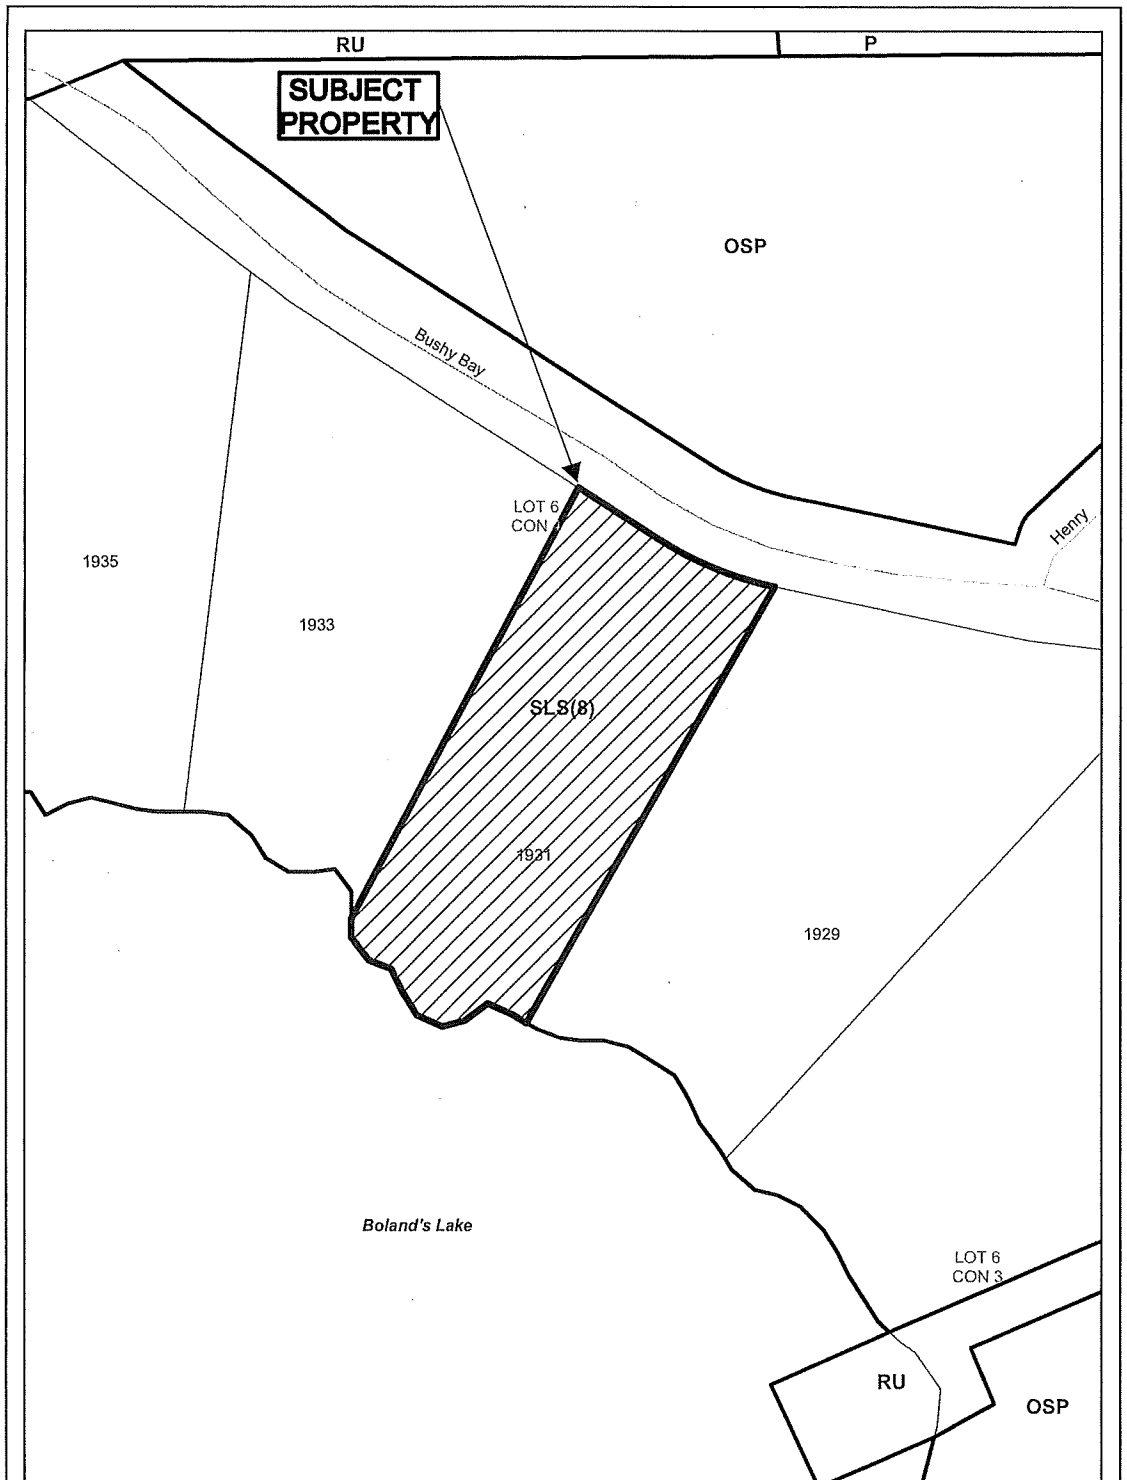 RU
P
SUBJECT
PROPERTY
OSP
Bushy Bay
LOT 6
CON
Henry
1935
1933
SLS(8)
1931
1929
Boland's Lake
LOT 6
CON 3
RU
OSP